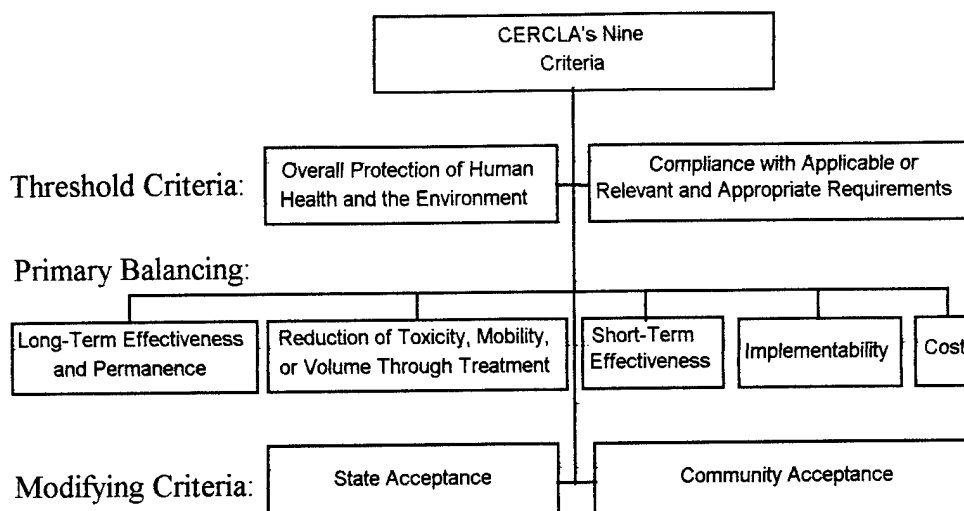 CERCLA's Nine
Criteria
Threshold Criteria:
Overall Protection of Human
Health and the Environment
Compliance with Applicable or
Relevant and Appropriate Requirements
Primary Balancing:
Long-Term Effectiveness
and Permanence
Reduction of Toxicity, Mobility,
or Volume Through Treatment
Short-Term
Effectiveness
Implementability
Cost
Modifying Criteria:
State Acceptance
Community Acceptance